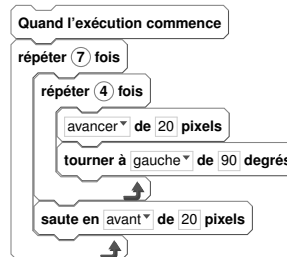 Quand l’exécution commence
répéter 7 fois
répéter 4 fois
avancer de 20 pixels
tourner à gauche de 90 degrés
saute en avant de 20 pixels